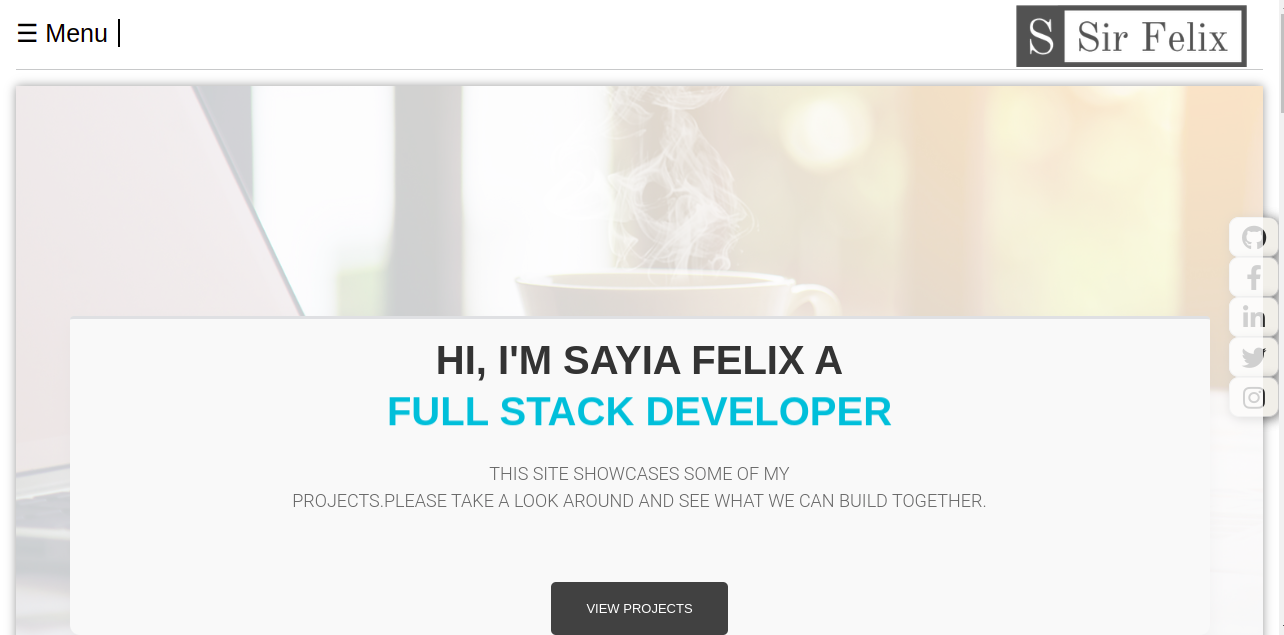 ☰ Menu
S Sir Felix
HI, I'M SAYIA FELIX A
FULL STACK DEVELOPER
THIS SITE SHOWCASES SOME OF MY
PROJECTS.PLEASE TAKE A LOOK AROUND AND SEE WHAT WE CAN BUILD TOGETHER.
VIEW PROJECTS